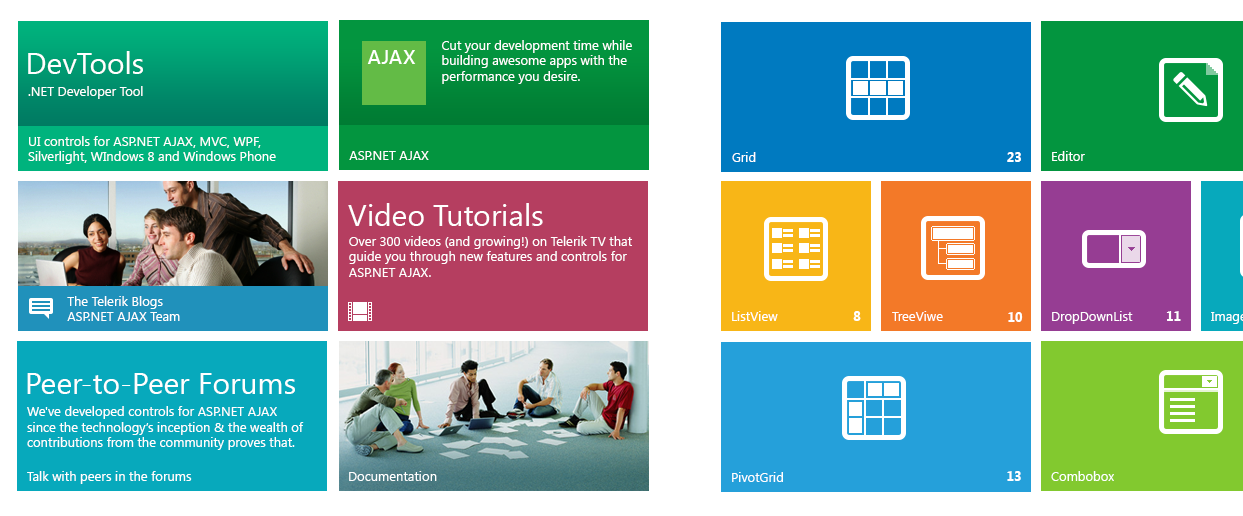 DevTools
.NET Developer Tool
UI controls for ASP.NET AJAX, MVC, WPF,
Silverlight, WIndows 8 and Windows Phone
AJAX
Cut your development time while
building awesome apps with the
performance you desire.
ASP.NET AJAX
The Telerik Blogs
ASP.NET AJAX Team
Video Tutorials
Over 300 videos (and growing!) on Telerik TV that
guide you through new features and controls for
ASP.NET AJAX.
Peer-to-Peer Forums
We've developed controls for ASP.NET AJAX
since the technology's inception & the wealth of
contributions from the community proves that.
Talk with peers in the forums
Documentation
Grid 23
Editor
ListView 8
TreeViwe 10
DropDownList 11
Image
PivotGrid 13
Combobox